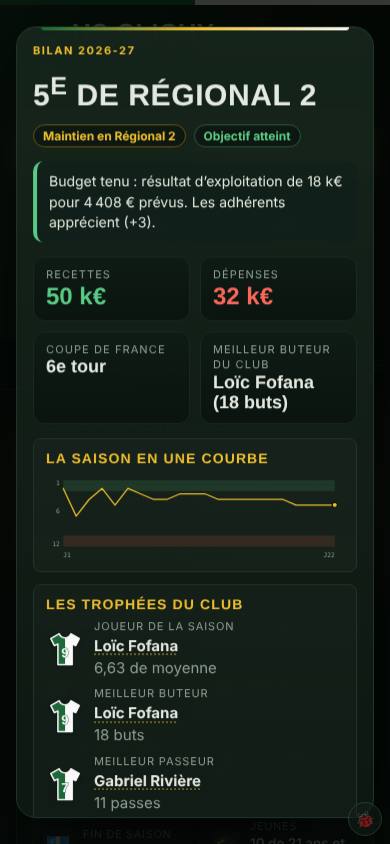 BILAN 2026-27
5E DE RÉGIONAL 2
Maintien en Régional 2
Objectif atteint
Budget tenu : résultat d'exploitation de 18 k€
pour 4 408 € prévus. Les adhérents
apprécient (+3).
RECETTES
50 k€
DÉPENSES
32 k€
COUPE DE FRANCE
6e tour
MEILLEUR BUTEUR
DU CLUB
Loïc Fofana
(18 buts)
LA SAISON EN UNE COURBE
1
6
12
J1
J22
LES TROPHÉES DU CLUB
JOUEUR DE LA SAISON
9
Loïc Fofana
6,63 de moyenne
MEILLEUR BUTEUR
9
Loïc Fofana
18 buts
MEILLEUR PASSEUR
7
Gabriel Rivière
11 passes
FIN DE SAISON
JEUNES